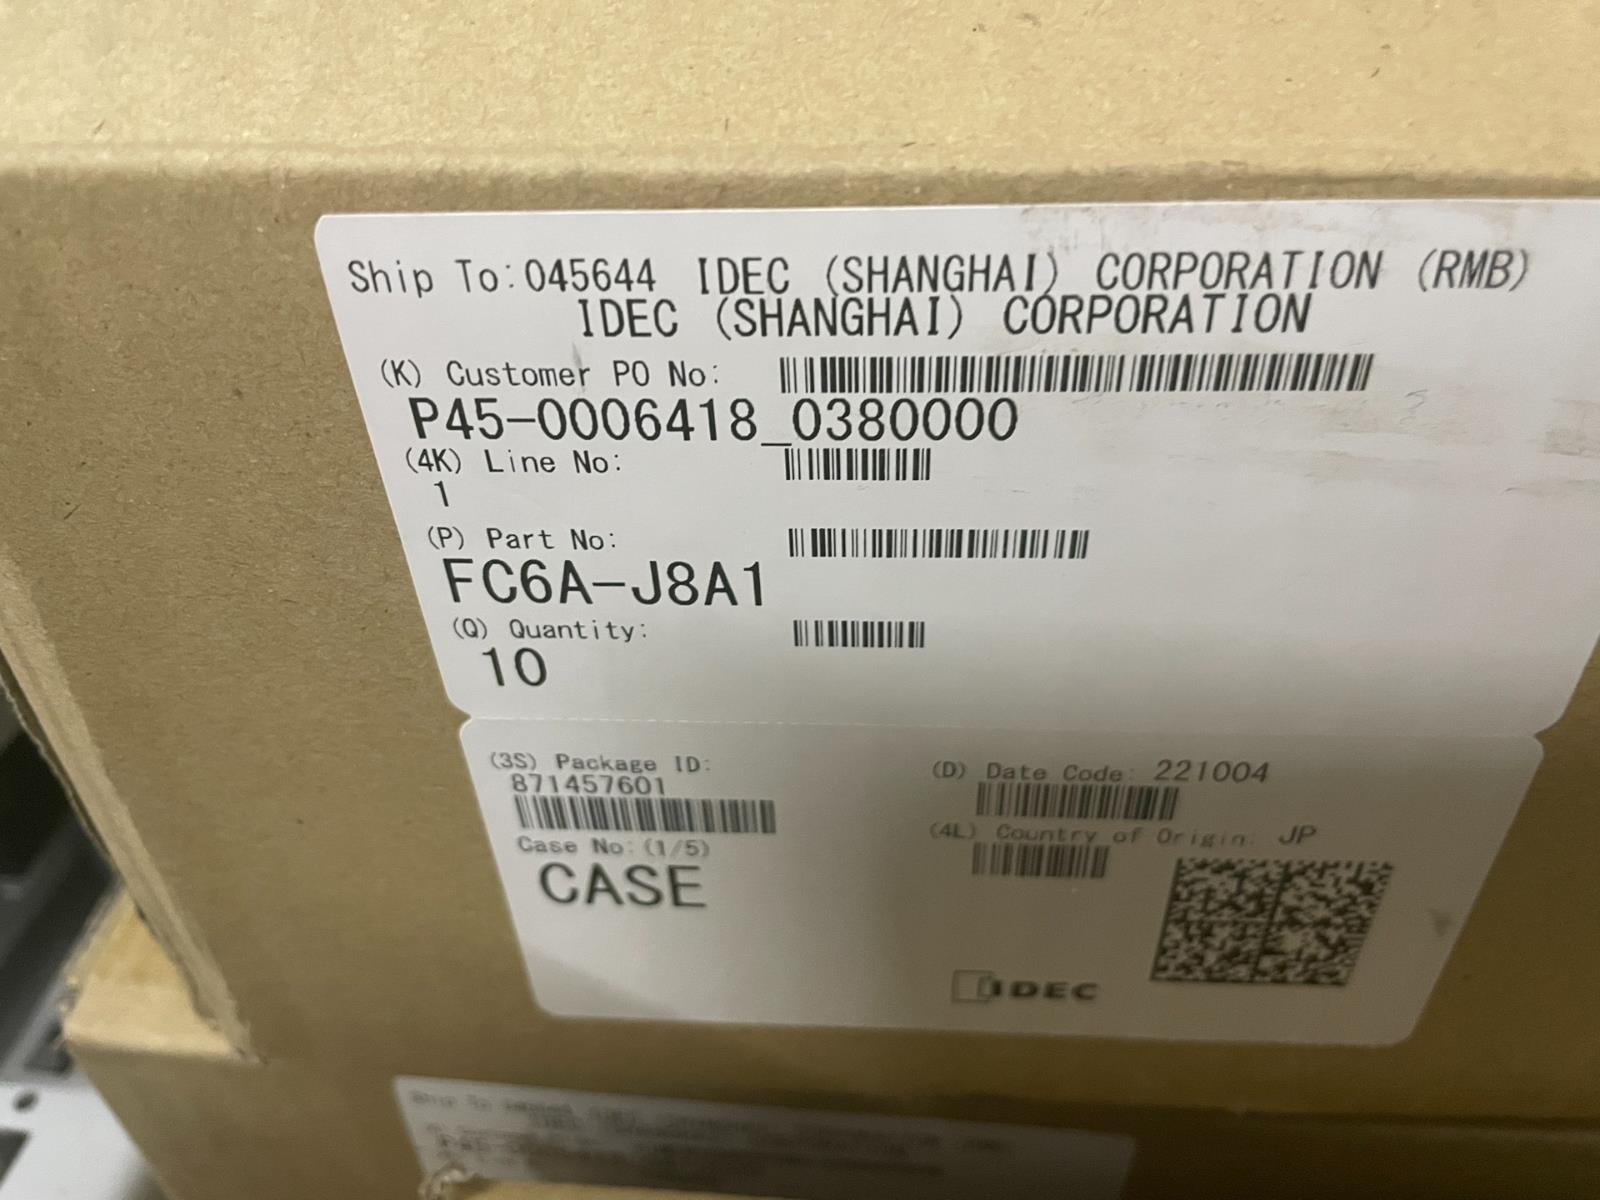 Ship To:045644 IDEC (SHANGHAI) CORPORATION (RMB)
IDEC (SHANGHAI) CORPORATION
(K) Customer PO No:
P45-0006418_0380000
(4K) Line No:
1
(P) Part No:
FC6A-J8A1
(Q) Quantity:
10
(3S) Package ID:
871457601
Case No:(1/5)
CASE
(D) Date Code: 221004
(4L) Country of Origin: JP
IDEC
Ship To